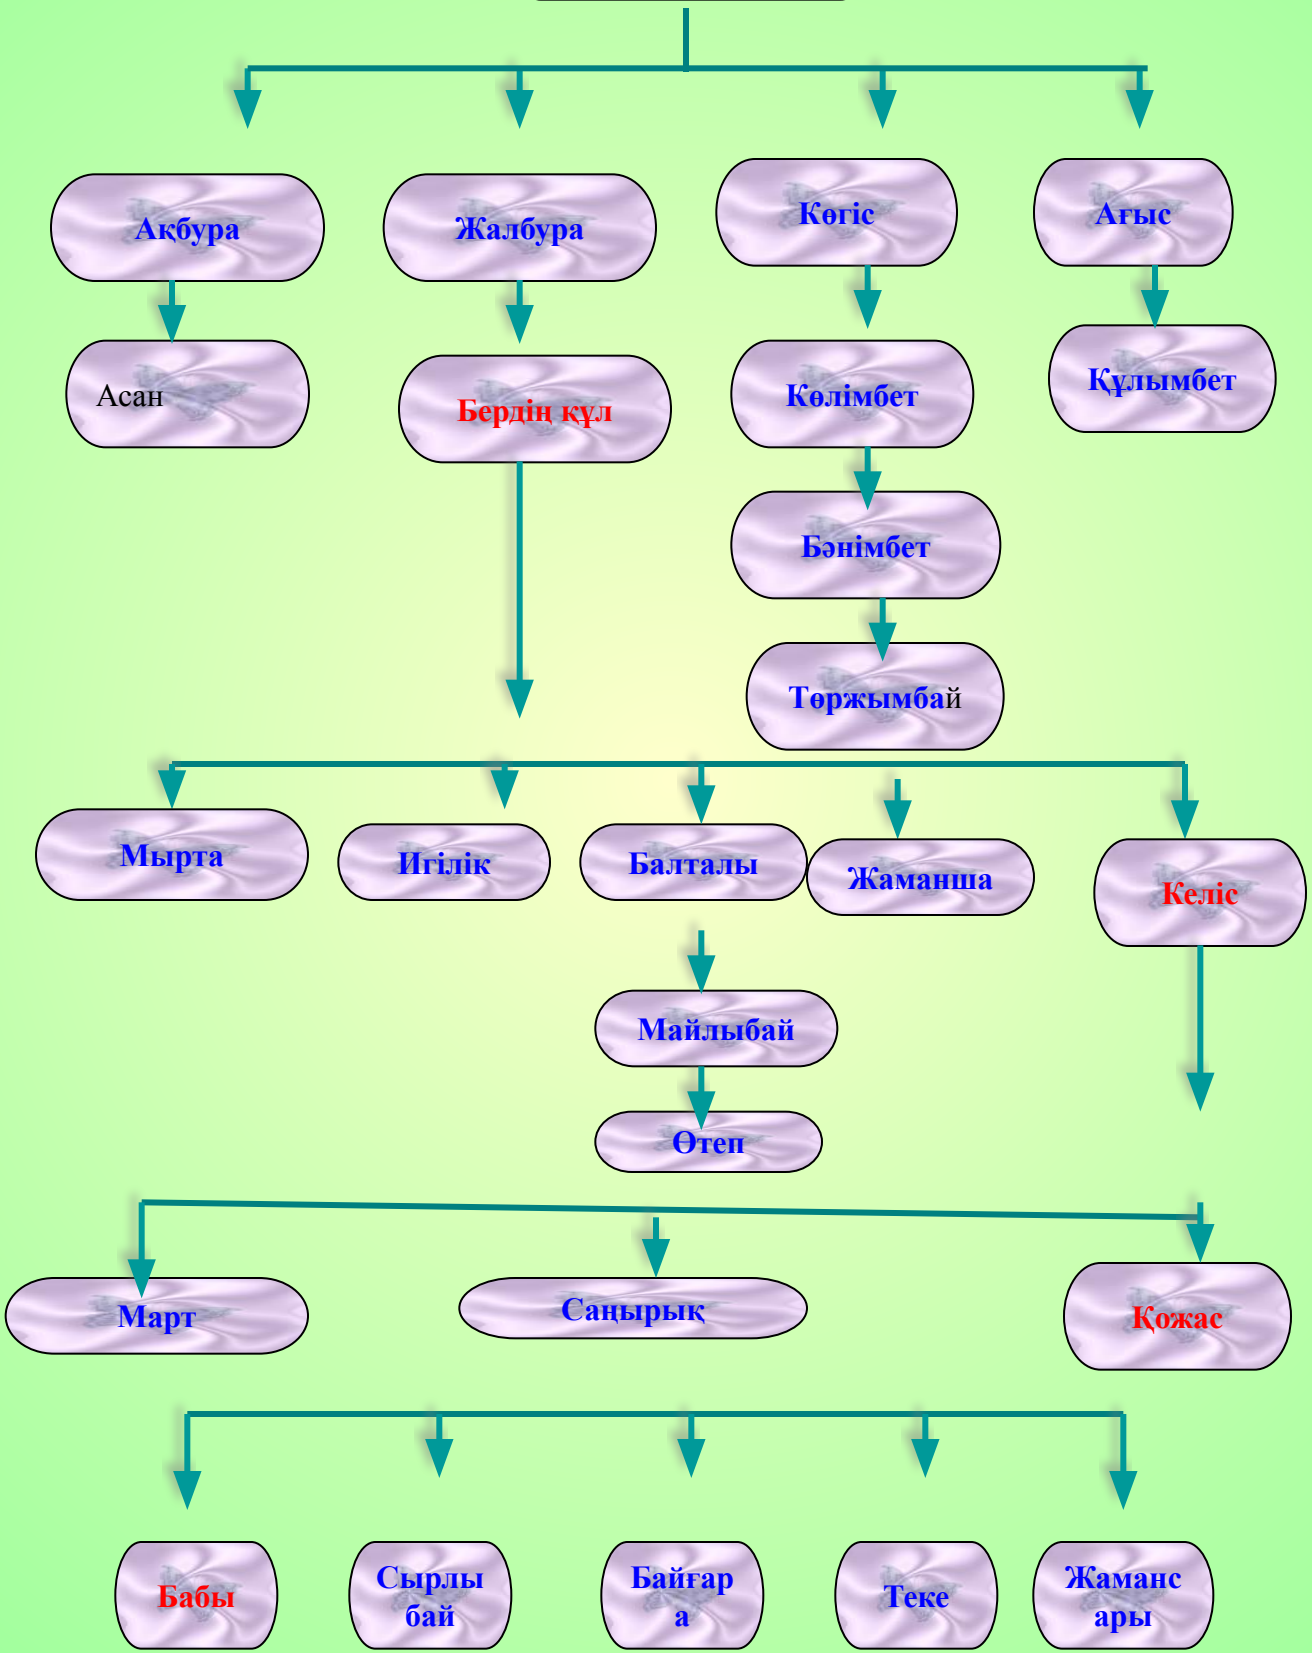 Ақбура
Жалбура
Көгіс
Ағыс
Асан
Бердің құл
Көлімбет
Құлымбет
Бәнімбет
Төржымбай
Мырта
Игілік
Балталы
Жаманша
Келіс
Майлыбай
Өтеп
Март
Саңырық
Қожас
Бабы
Сырлы
бай
Байғар
а
Теке
Жаманс
ары